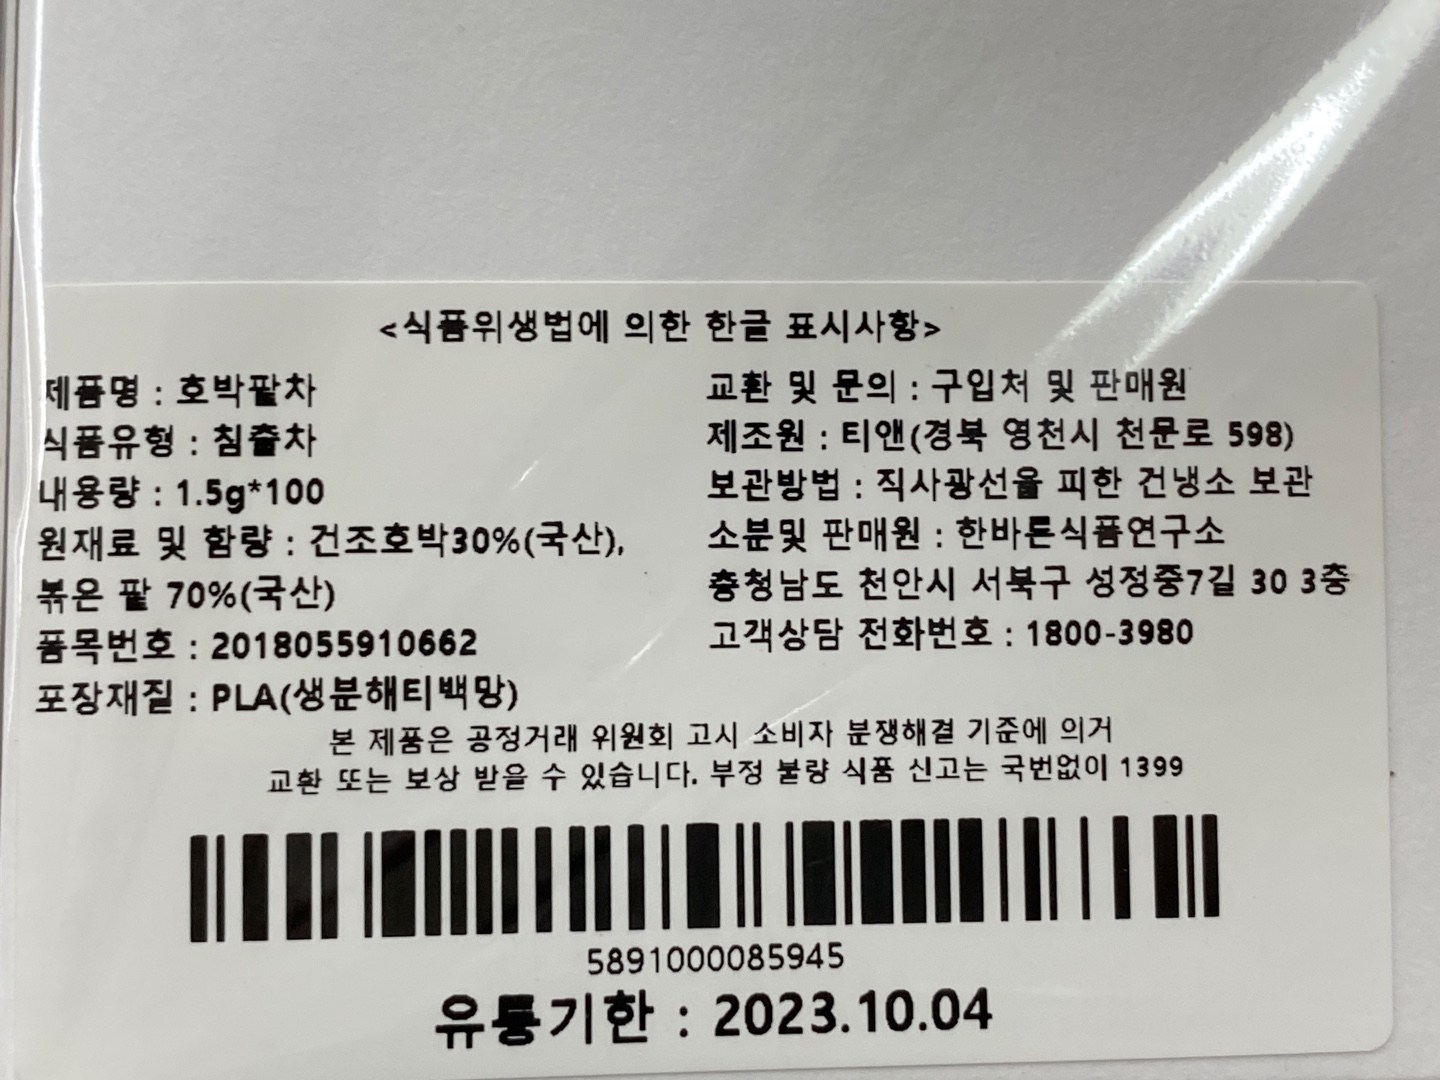 <식품위생법에 의한 한글 표시사항>
제품명 : 호박팥차
식품유형 : 침출차
내용량 : 1.5g*100
원재료 및 함량 : 건조호박30%(국산),
볶은 팥 70%(국산)
품목번호 : 2018055910662
포장재질 : PLA(생분해티백망)
교환 및 문의 : 구입처 및 판매원
제조원 : 티앤(경북 영천시 천문로 598)
보관방법 : 직사광선을 피한 건냉소 보관
소분및 판매원 : 한바른식품연구소
충청남도 천안시 서북구 성정중7길 30 3층
고객상담 전화번호 : 1800-3980
본 제품은 공정거래 위원회 고시 소비자 분쟁해결 기준에 의거
교환 또는 보상 받을 수 있습니다. 부정 불량 식품 신고는 국번없이 1399
5891000085945
유통기한 : 2023.10.04